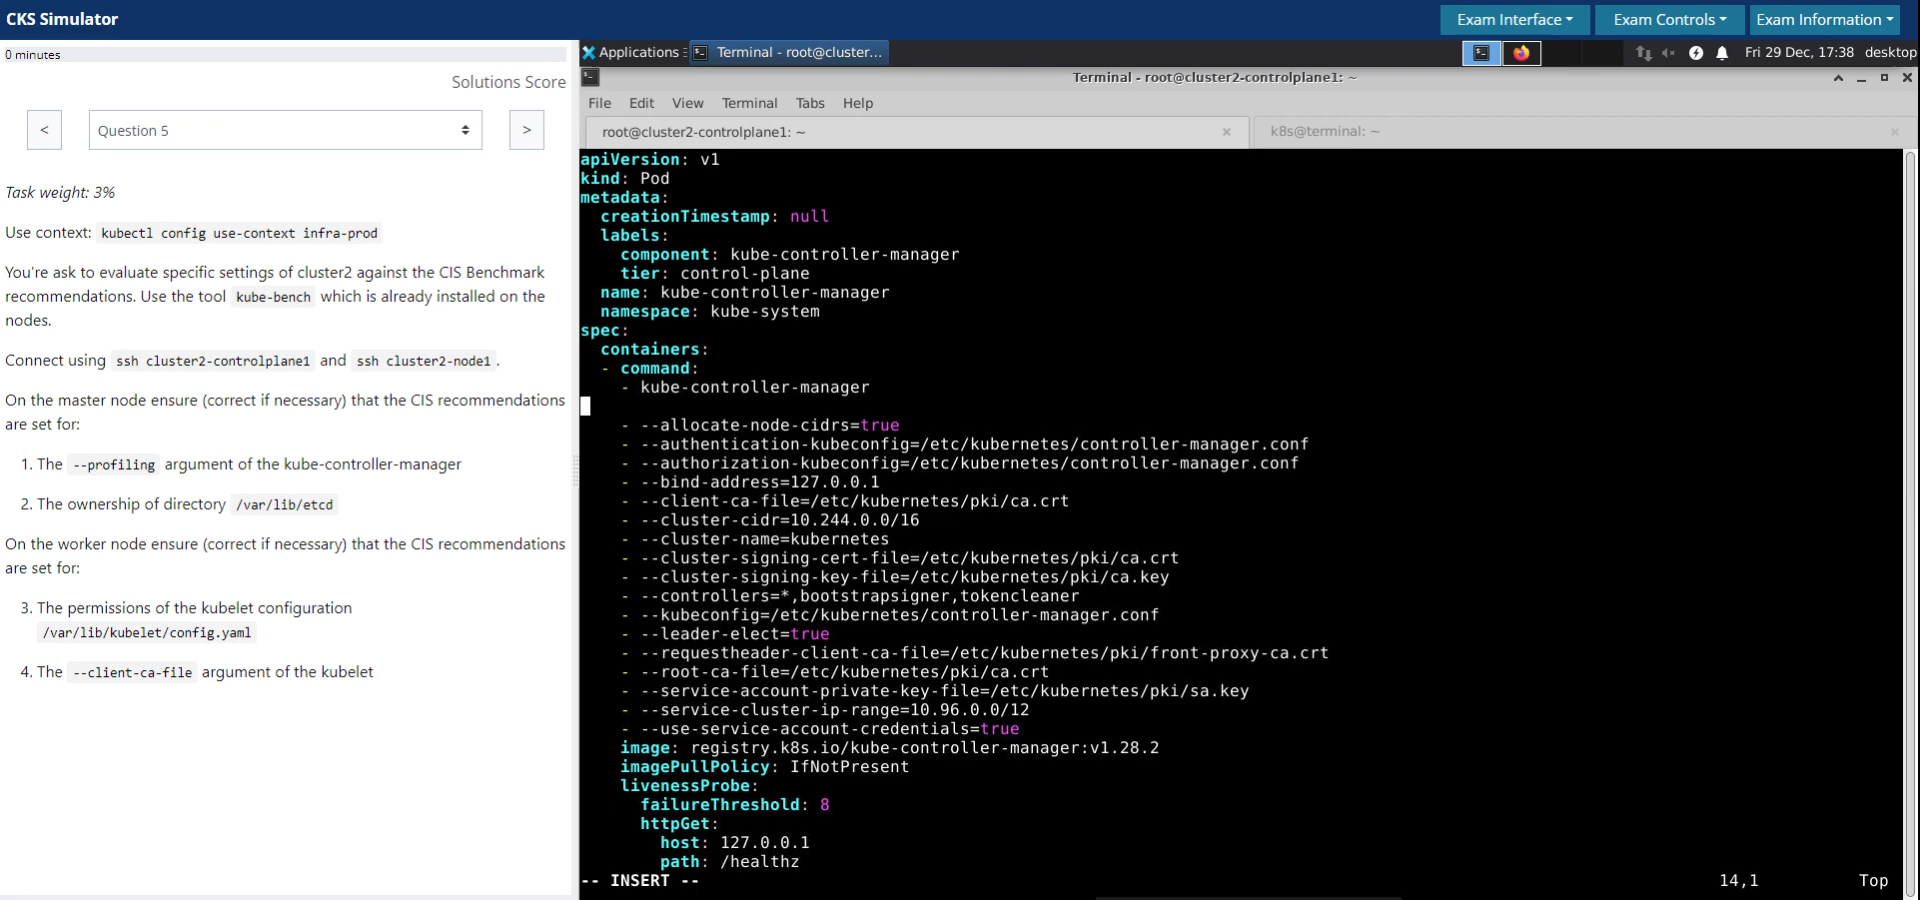 CKS Simulator
Exam Interface
Exam Controls
Exam Information
0 minutes
Solutions Score
<
Question 5
>
Task weight: 3%
Use context: kubectl config use-context infra-prod
You're ask to evaluate specific settings of cluster2 against the CIS Benchmark
recommendations. Use the tool kube-bench which is already installed on the
nodes.
Connect using ssh cluster2-controlplane1 and ssh cluster2-node1.
On the master node ensure (correct if necessary) that the CIS recommendations
are set for:
1. The --profiling argument of the kube-controller-manager
2. The ownership of directory /var/lib/etcd
On the worker node ensure (correct if necessary) that the CIS recommendations
are set for:
3. The permissions of the kubelet configuration
/var/lib/kubelet/config.yaml
4. The --client-ca-file argument of the kubelet
Applications
Terminal - root@cluster...
Fri 29 Dec, 17:38 desktop
Terminal - root@cluster2-controlplane1: ~
File Edit View Terminal Tabs Help
root@cluster2-controlplane1: ~
k8s@terminal: ~
apiVersion: v1
kind: Pod
metadata:
  creationTimestamp: null
  labels:
    component: kube-controller-manager
    tier: control-plane
  name: kube-controller-manager
  namespace: kube-system
spec:
  containers:
  - command:
    - kube-controller-manager
    - --allocate-node-cidrs=true
    - --authentication-kubeconfig=/etc/kubernetes/controller-manager.conf
    - --authorization-kubeconfig=/etc/kubernetes/controller-manager.conf
    - --bind-address=127.0.0.1
    - --client-ca-file=/etc/kubernetes/pki/ca.crt
    - --cluster-cidr=10.244.0.0/16
    - --cluster-name=kubernetes
    - --cluster-signing-cert-file=/etc/kubernetes/pki/ca.crt
    - --cluster-signing-key-file=/etc/kubernetes/pki/ca.key
    - --controllers=*,bootstrapsigner,tokencleaner
    - --kubeconfig=/etc/kubernetes/controller-manager.conf
    - --leader-elect=true
    - --requestheader-client-ca-file=/etc/kubernetes/pki/front-proxy-ca.crt
    - --root-ca-file=/etc/kubernetes/pki/ca.crt
    - --service-account-private-key-file=/etc/kubernetes/pki/sa.key
    - --service-cluster-ip-range=10.96.0.0/12
    - --use-service-account-credentials=true
    image: registry.k8s.io/kube-controller-manager:v1.28.2
    imagePullPolicy: IfNotPresent
    livenessProbe:
      failureThreshold: 8
      httpGet:
        host: 127.0.0.1
        path: /healthz
-- INSERT --
14,1
Top